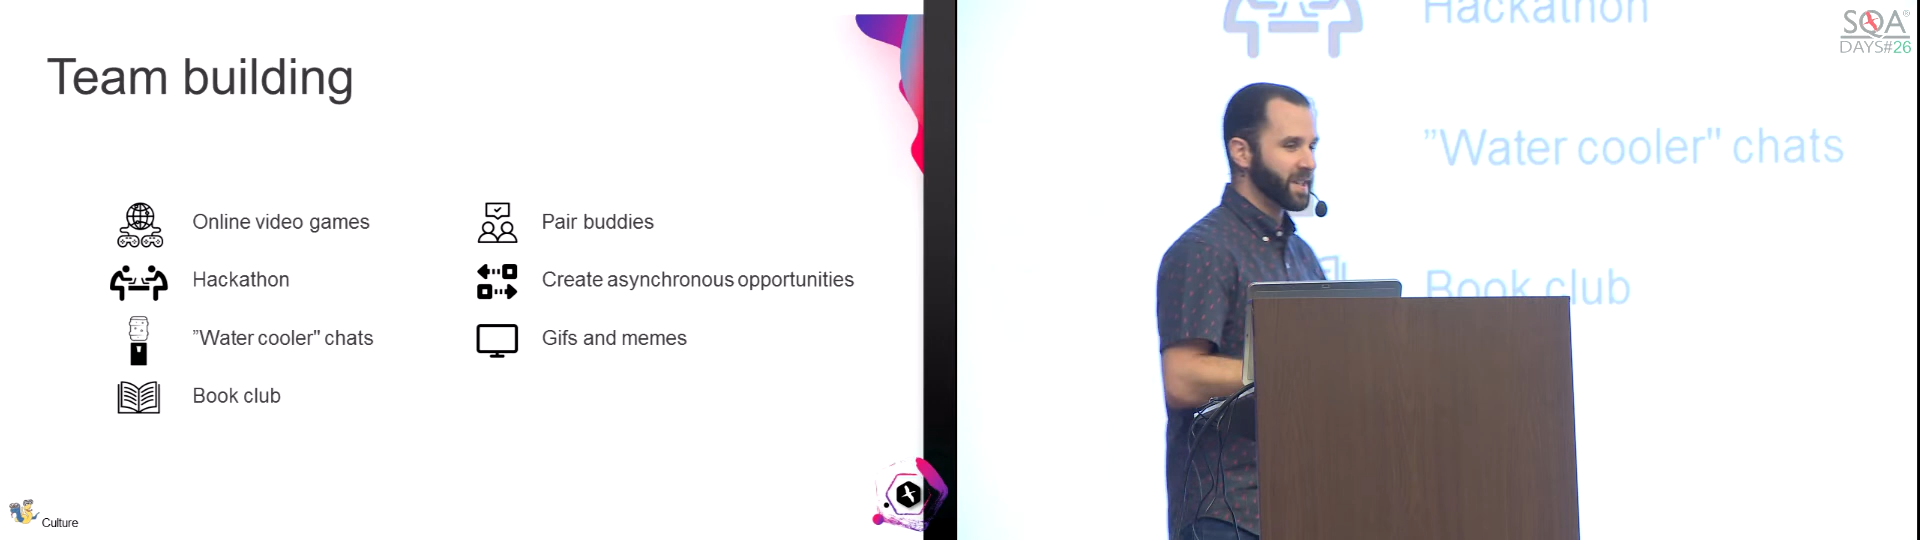 Team building
Online video games
Hackathon
”Water cooler" chats
Book club
Pair buddies
Create asynchronous opportunities
Gifs and memes
Culture
Hackathon
”Water cooler" chats
Book club
SQA®
DAYS#26